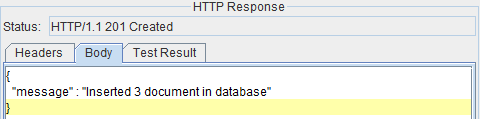 HTTP Response
Status: HTTP/1.1 201 Created
Headers Body Test Result
{
"message" : "Inserted 3 document in database"
}